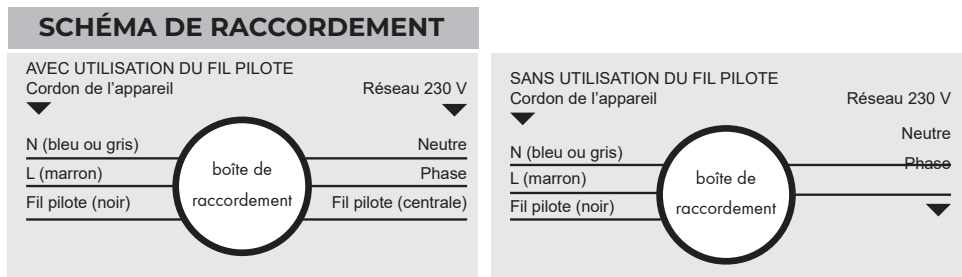 SCHÉMA DE RACCORDEMENT
AVEC UTILISATION DU FIL PILOTE
Cordon de l'appareil
Réseau 230 V
N (bleu ou gris)
L (marron)
Fil pilote (noir)
boîte de
raccordement
Neutre
Phase
Fil pilote (centrale)
SANS UTILISATION DU FIL PILOTE
Cordon de l'appareil
Réseau 230 V
N (bleu ou gris)
L (marron)
Fil pilote (noir)
boîte de
raccordement
Neutre
Phase